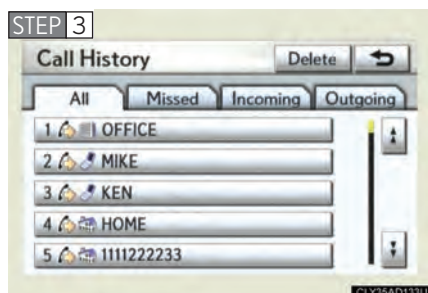 STEP 3
Call History Delete
All Missed Incoming Outgoing
1 OFFICE
2 MIKE
3 KEN
4 HOME
5 1111222233
CLY25AD133U